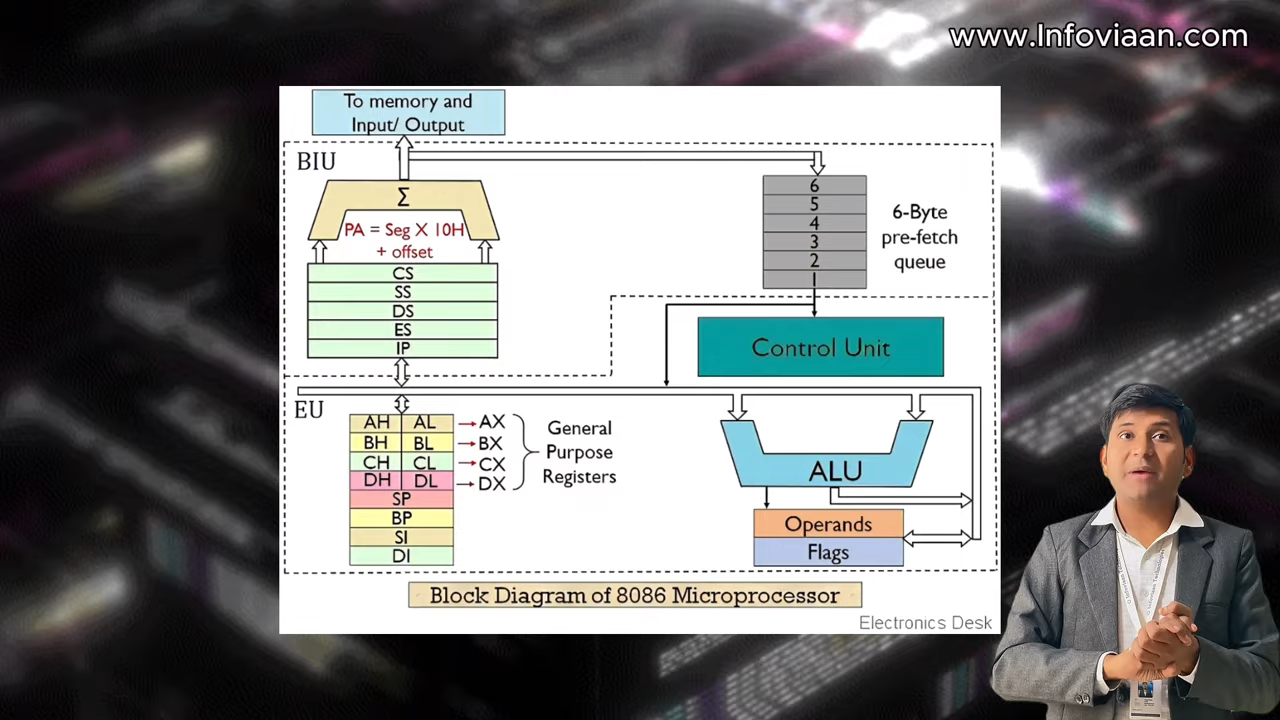 www.Infoviaan.com
To memory and
Input/ Output
BIU
Σ
PA = Seg X 10H
+ offset
CS
SS
DS
ES
IP
6
5
4
3
2
1
6-Byte
pre-fetch
queue
Control Unit
EU
AH AL AX
BH BL BX
CH CL CX
DH DL DX
SP
BP
SI
DI
General
Purpose
Registers
ALU
Operands
Flags
Block Diagram of 8086 Microprocessor
Electronics Desk